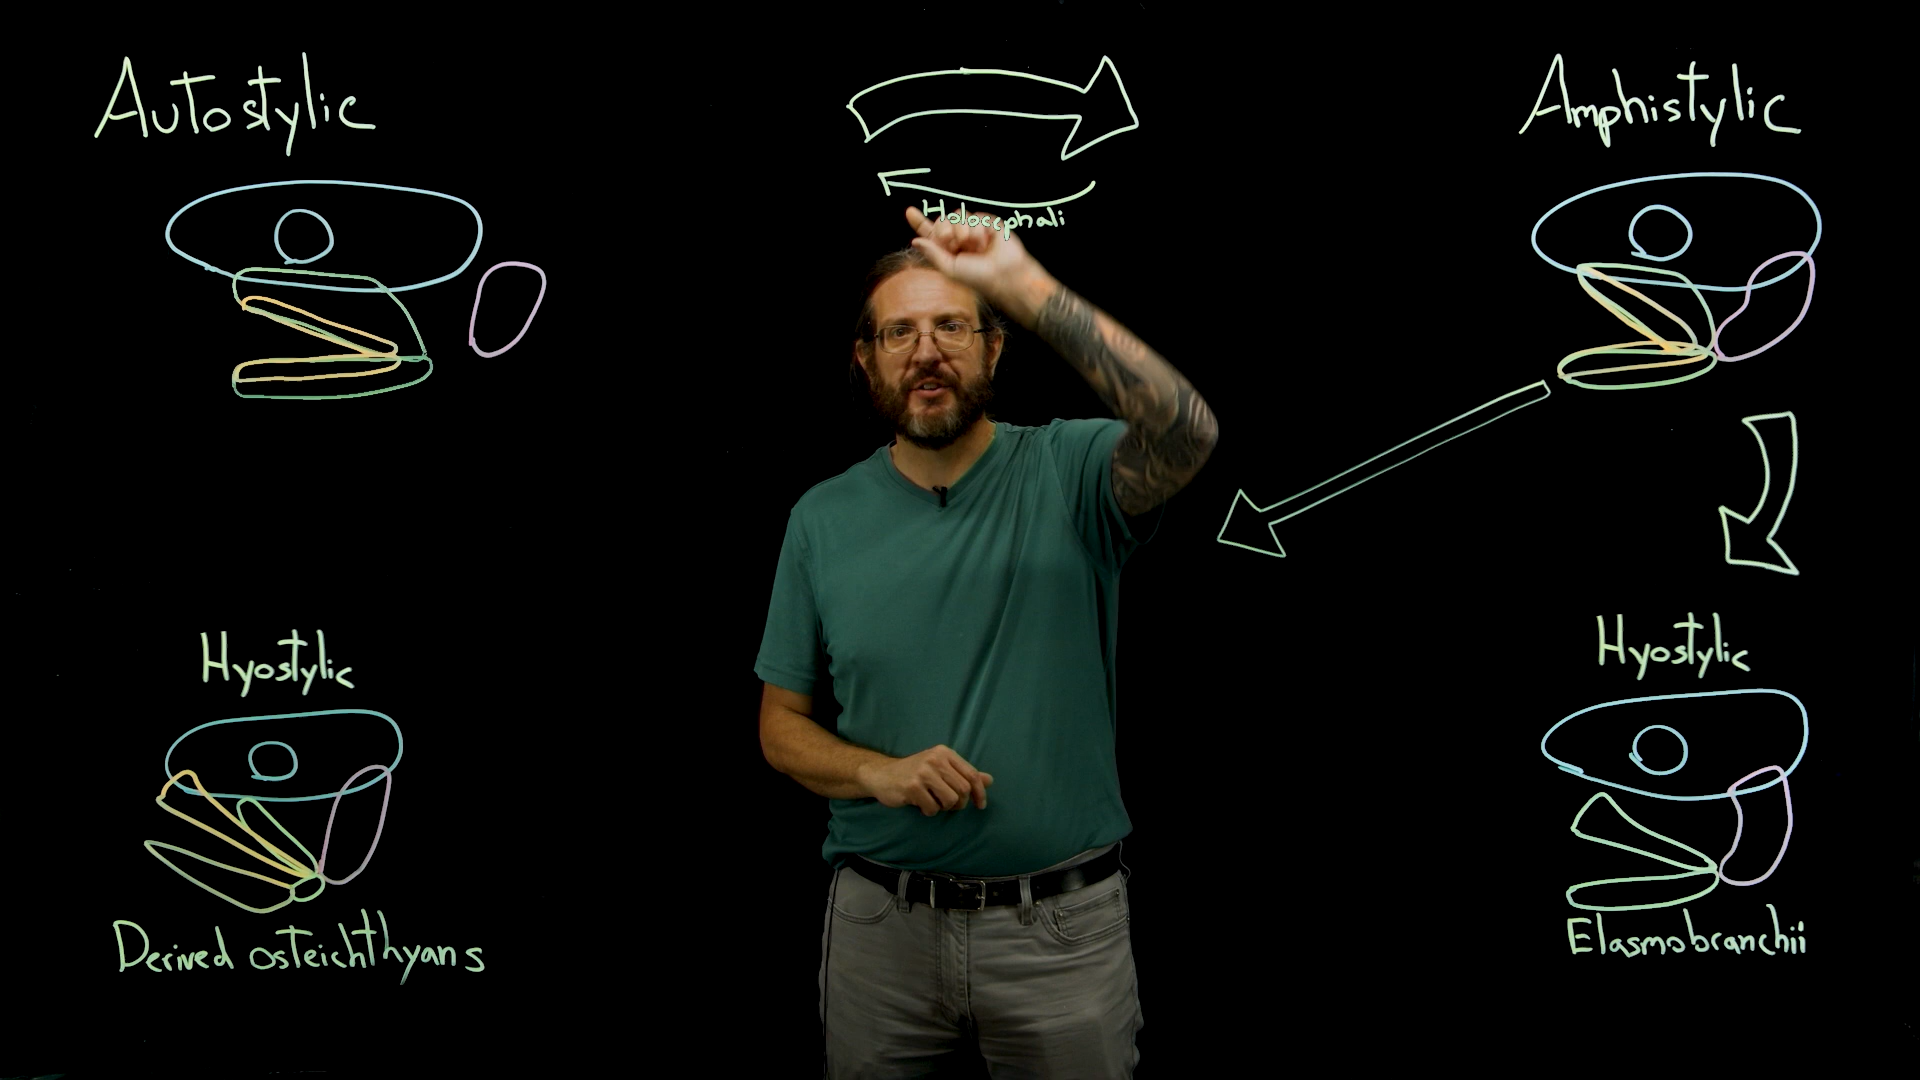 Autostylic
Amphistylic
Holocephali
Hyostylic
Hyostylic
Derived osteichthyans
Elasmobranchii